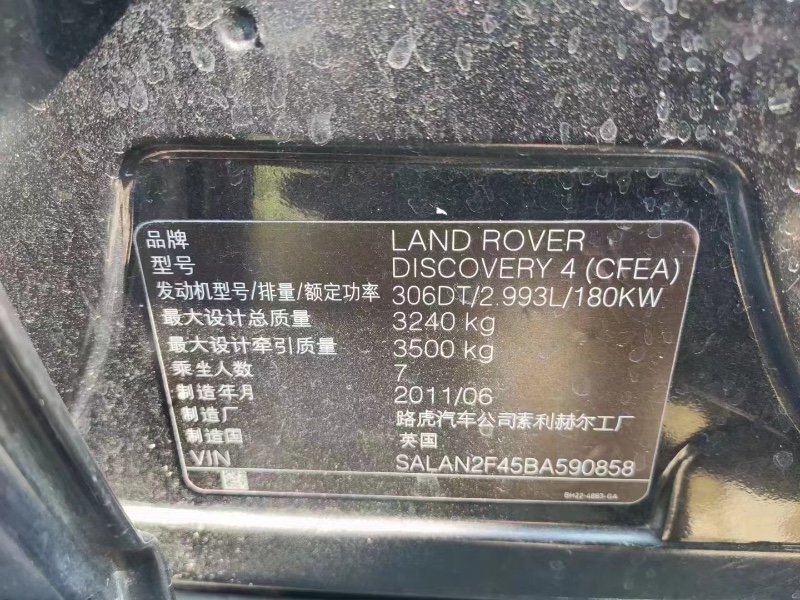 品牌 LAND ROVER
型号 DISCOVERY 4 (CFEA)
发动机型号/排量/额定功率 306DT/2.993L/180KW
最大设计总质量 3240 kg
最大设计牵引质量 3500 kg
乘坐人数 7
制造年月 2011/06
制造厂 路虎汽车公司索利赫尔工厂
制造国 英国
VIN SALAN2F45BA590858
BH22-4883-GA